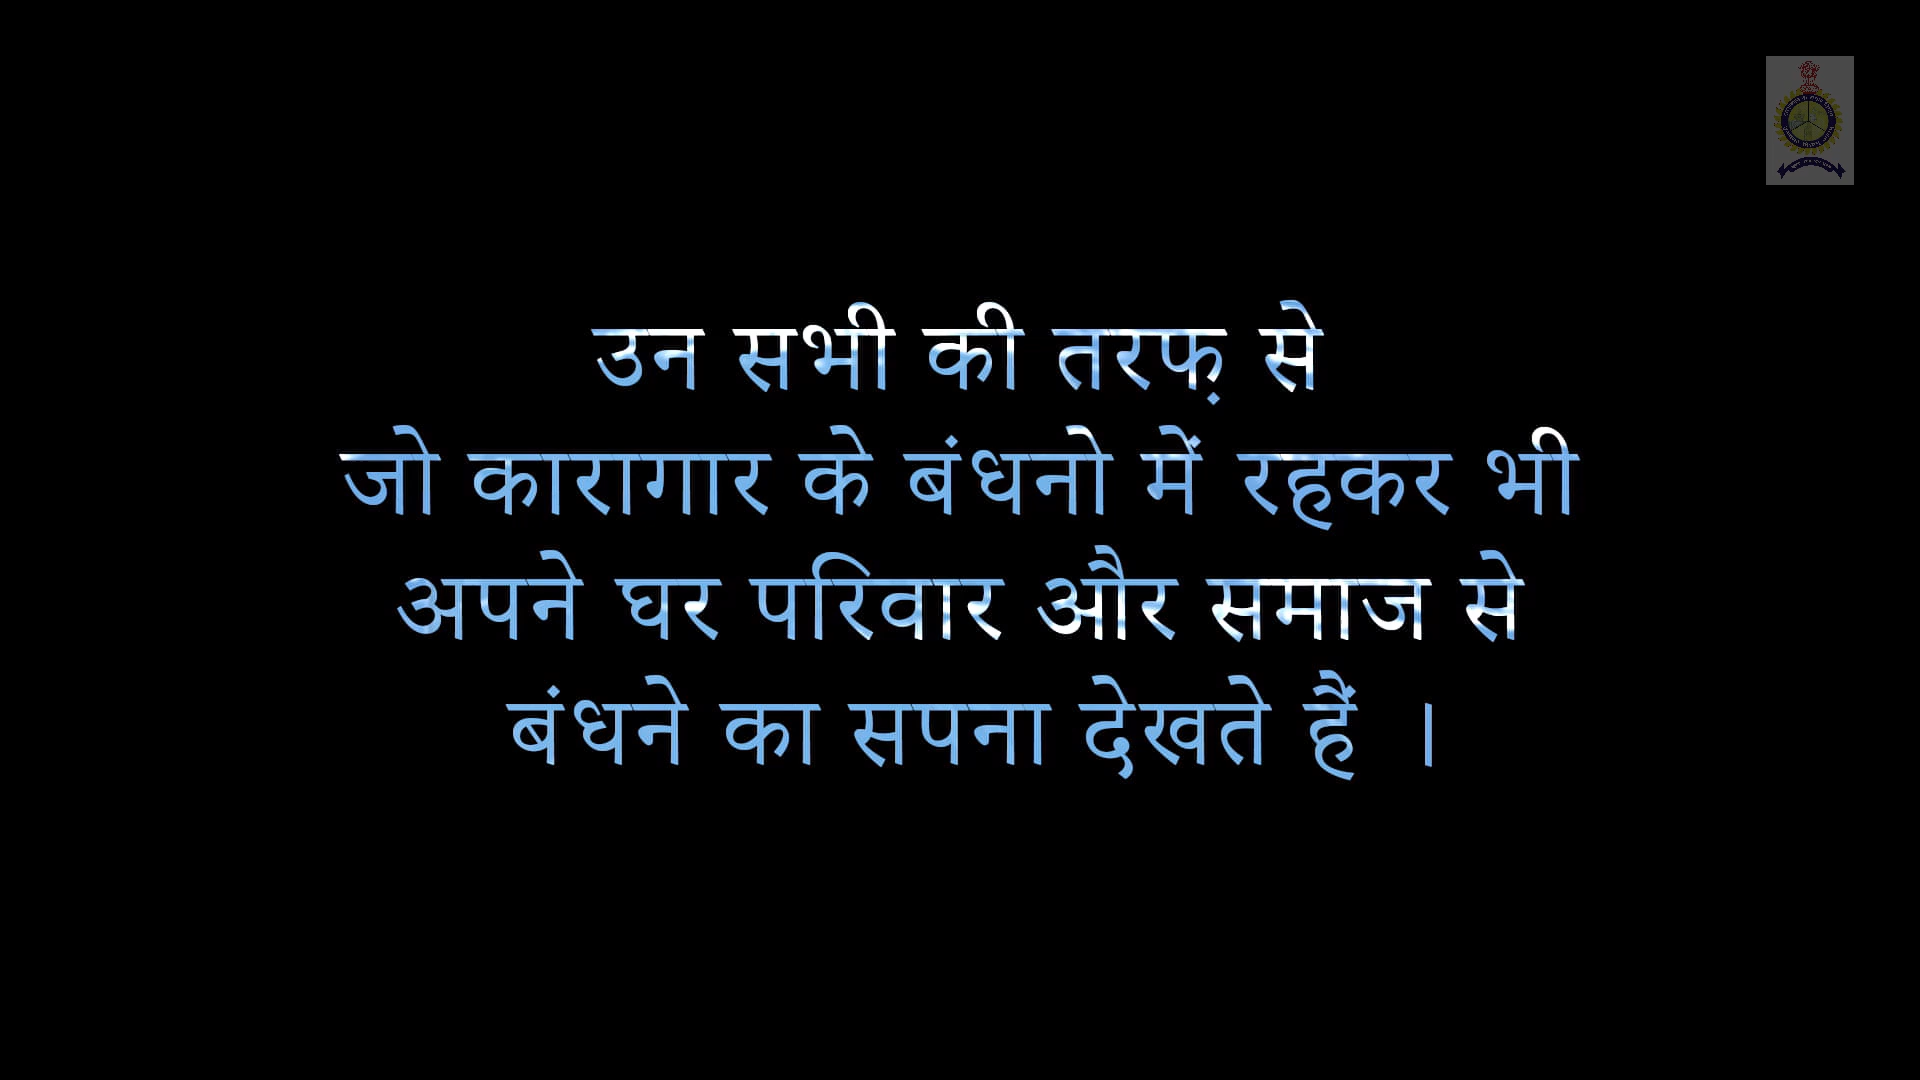 उन सभी की तरफ़ से
जो कारागार के बंधनो में रहकर भी
अपने घर परिवार और समाज से
बंधने का सपना देखते हैं ।